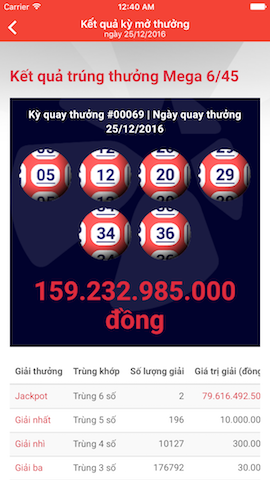 Carrier 12:40 AM
Kết quả kỳ mở thưởng
ngày 25/12/2016
Kết quả trúng thưởng Mega 6/45
Kỳ quay thưởng #00069 | Ngày quay thưởng
25/12/2016
05 12 20 29
34 36
159.232.985.000
đồng
Giải thưởng Trùng khớp Số lượng giải Giá trị giải (đồng
Jackpot Trùng 6 số 2 79.616.492.50
Giải nhất Trùng 5 số 196 10.000.00
Giải nhì Trùng 4 số 10127 300.00
Giải ba Trùng 3 số 176792 30.00